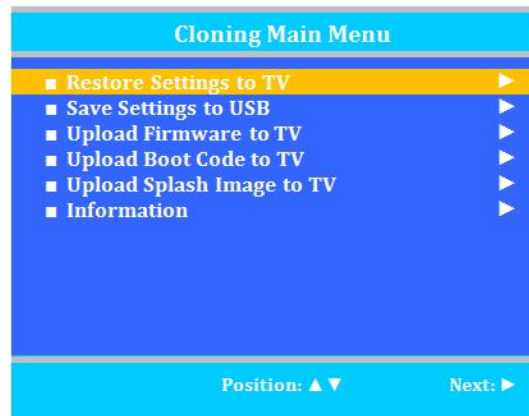 Cloning Main Menu
■ Restore Settings to TV ▶
■ Save Settings to USB ▶
■ Upload Firmware to TV ▶
■ Upload Boot Code to TV ▶
■ Upload Splash Image to TV ▶
■ Information ▶
Position: ▲ ▼ Next: ▶